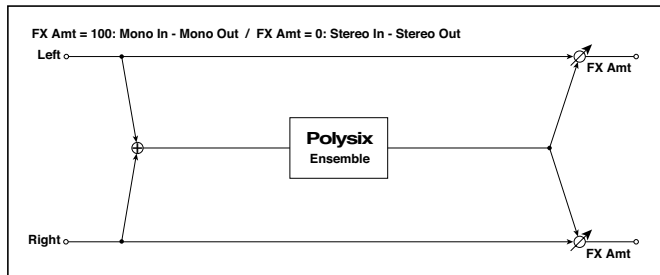 FX Amt = 100: Mono In - Mono Out / FX Amt = 0: Stereo In - Stereo Out
Left
FX Amt
Polysix
Ensemble
Right
FX Amt